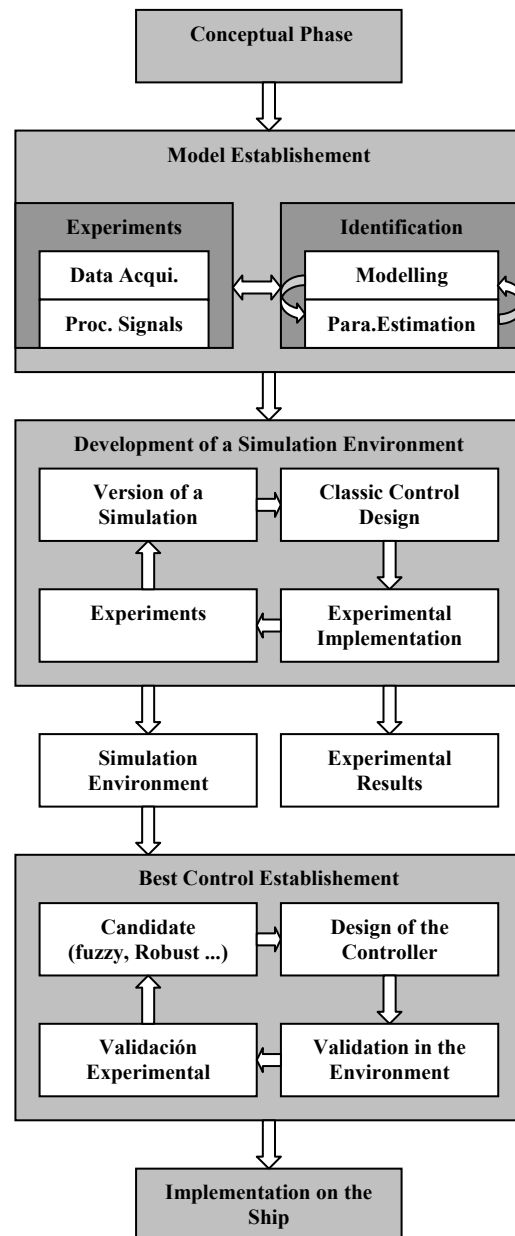 Conceptual Phase
Model Establishement
Experiments
Data Acqui.
Proc. Signals
Identification
Modelling
Para.Estimation
Development of a Simulation Environment
Version of a
Simulation
Classic Control
Design
Experiments
Experimental
Implementation
Simulation
Environment
Experimental
Results
Best Control Establishement
Candidate
(fuzzy, Robust ...)
Design of the
Controller
Validación
Experimental
Validation in the
Environment
Implementation on the
Ship